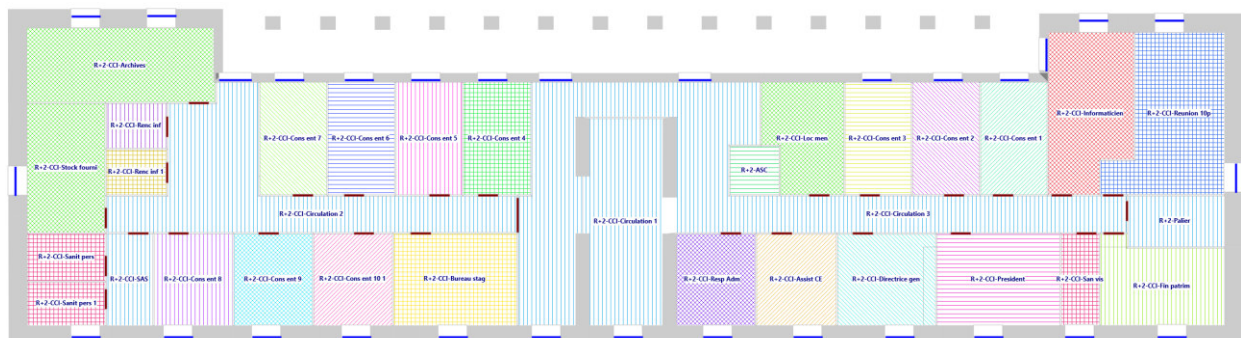 R+2-CCI-Archives
R+2-CCI-Renc inf
R+2-CCI-Cons ent 7
R+2-CCI-Cons ent 6
R+2-CCI-Cons ent 5
R+2-CCI-Cons ent 4
R+2-CCI-Loc men
R+2-CCI-Cons ent 3
R+2-CCI-Cons ent 2
R+2-CCI-Cons ent 1
R+2-CCI-Informaticien
R+2-CCI-Reunion 10p
R+2-CCI-Stock fourni
R+2-CCI-Renc inf 1
R+2-ASC
R+2-CCI-Circulation 2
R+2-CCI-Circulation 1
R+2-CCI-Circulation 3
R+2-Palier
R+2-CCI-Sanit pers
R+2-CCI-Sanit pers 1
R+2-CCI-SAS
R+2-CCI-Cons ent 8
R+2-CCI-Cons ent 9
R+2-CCI-Cons ent 10 1
R+2-CCI-Bureau stag
R+2-CCI-Resp Adm
R+2-CCI-Assist CE
R+2-CCI-Directrice gen
R+2-CCI-President
R+2-CCI-San vis
R+2-CCI-Fin patrim